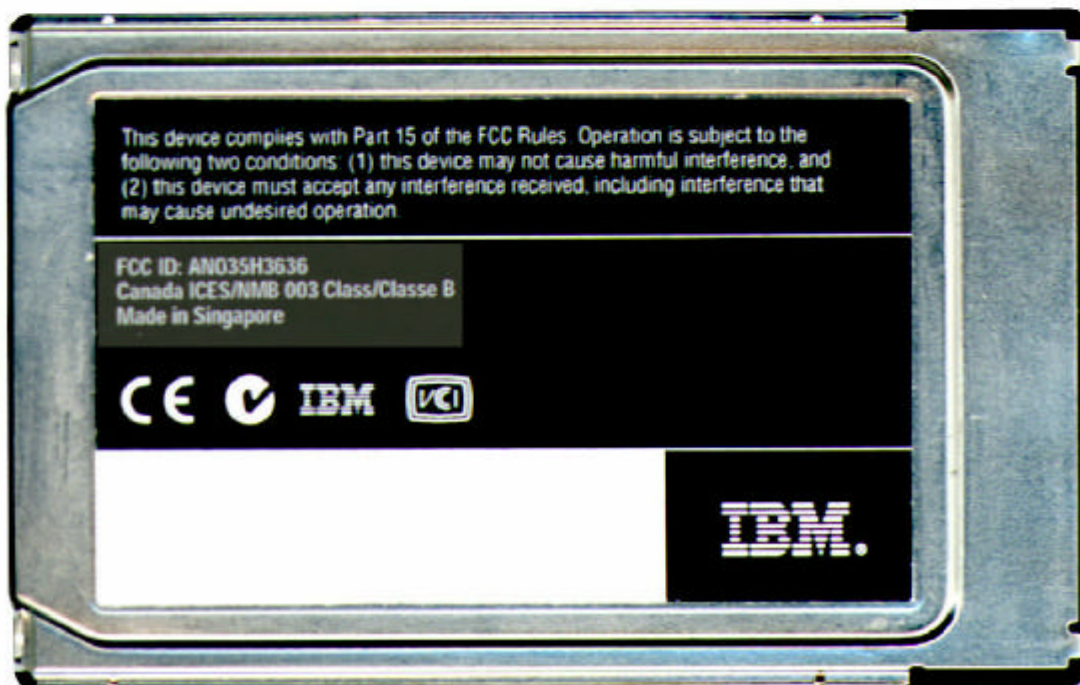 This device complies with Part 15 of the FCC Rules. Operation is subject to the
following two conditions: (1) this device may not cause harmful interference, and
(2) this device must accept any interference received, including interference that
may cause undesired operation.
FCC ID: ANO35H3636
Canada ICES/NMB 003 Class/Classe B
Made in Singapore
CE IBM VCI
IBM.